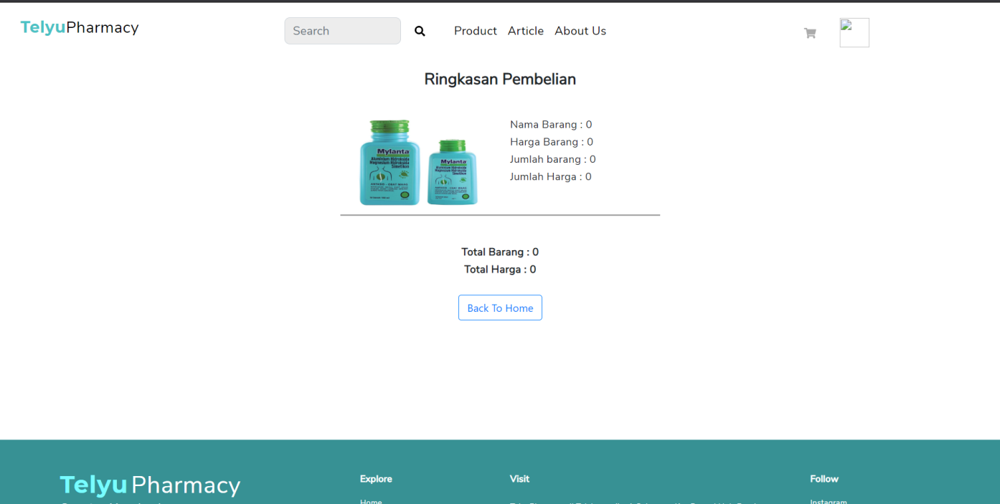 TelyuPharmacy
Search
Product Article About Us
Ringkasan Pembelian
Mylanta
Mylanta
Nama Barang : 0
Harga Barang : 0
Jumlah barang : 0
Jumlah Harga : 0
Total Barang : 0
Total Harga : 0
Back To Home
Telyu Pharmacy
Explore
Home
Visit
Follow
Instagram